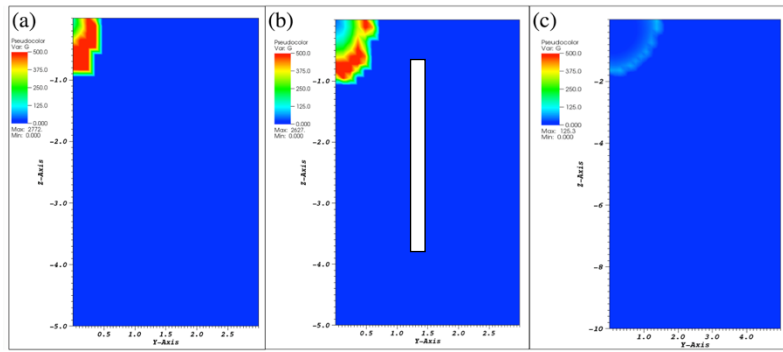 (a)
Pseudocolor
Var: G
500.0
375.0
250.0
125.0
0.000
Max: 2772.
Min: 0.000
Z-Axis
-1.0
-2.0
-3.0
-4.0
-5.0
0.5
1.0
1.5
2.0
2.5
Y-Axis
(b)
Pseudocolor
Var: G
500.0
375.0
250.0
125.0
0.000
Max: 2627.
Min: 0.000
Z-Axis
-1.0
-2.0
-3.0
-4.0
-5.0
0.5
1.0
1.5
2.0
2.5
Y-Axis
(c)
Pseudocolor
Var: G
500.0
375.0
250.0
125.0
0.000
Max: 125.3
Min: 0.000
Z-Axis
-2
-4
-6
-8
-10
1.0
2.0
3.0
4.0
Y-Axis